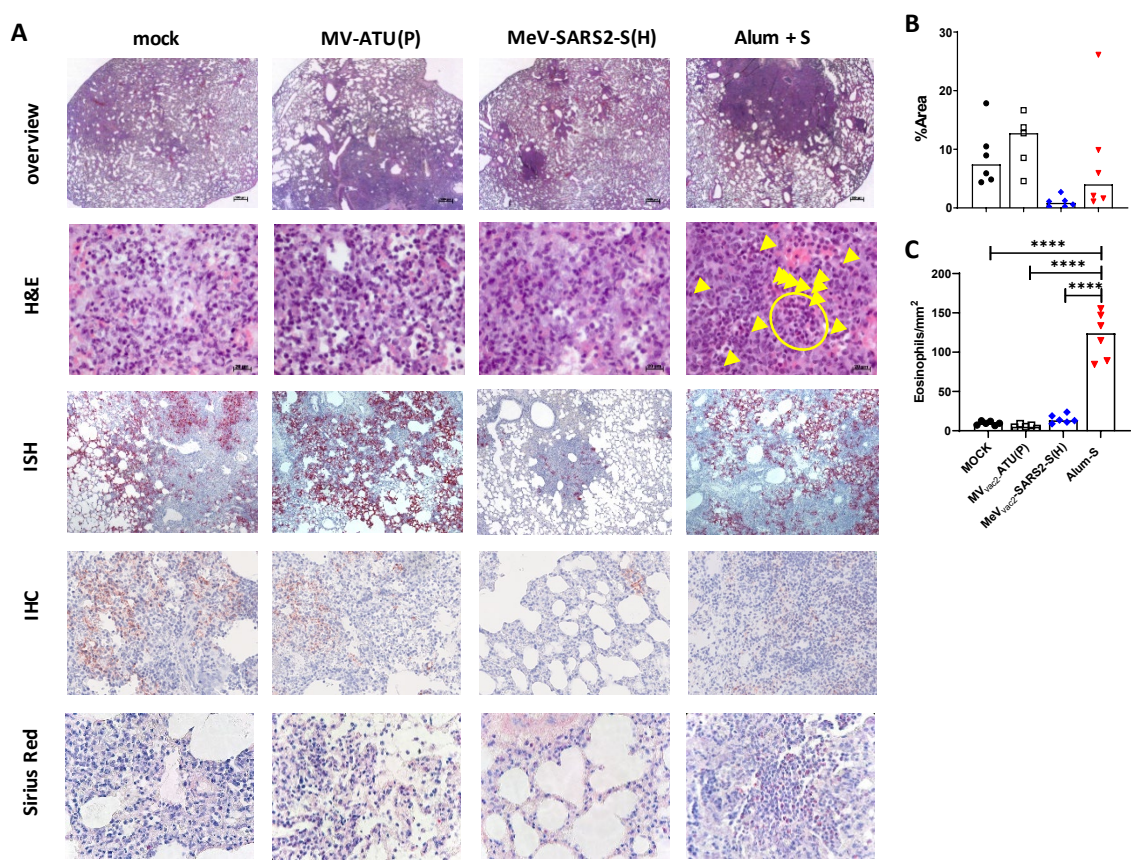 A
mock
MV-ATU(P)
MeV-SARS2-S(H)
Alum + S
overview
H&E
ISH
IHC
Sirius Red
B
%Area
30
20
10
0
C
Eosinophils/mm²
200
150
100
50
0
****
****
****
MOCK
MVvac2-ATU(P)
MeVvac2-SARS2-S(H)
Alum-S